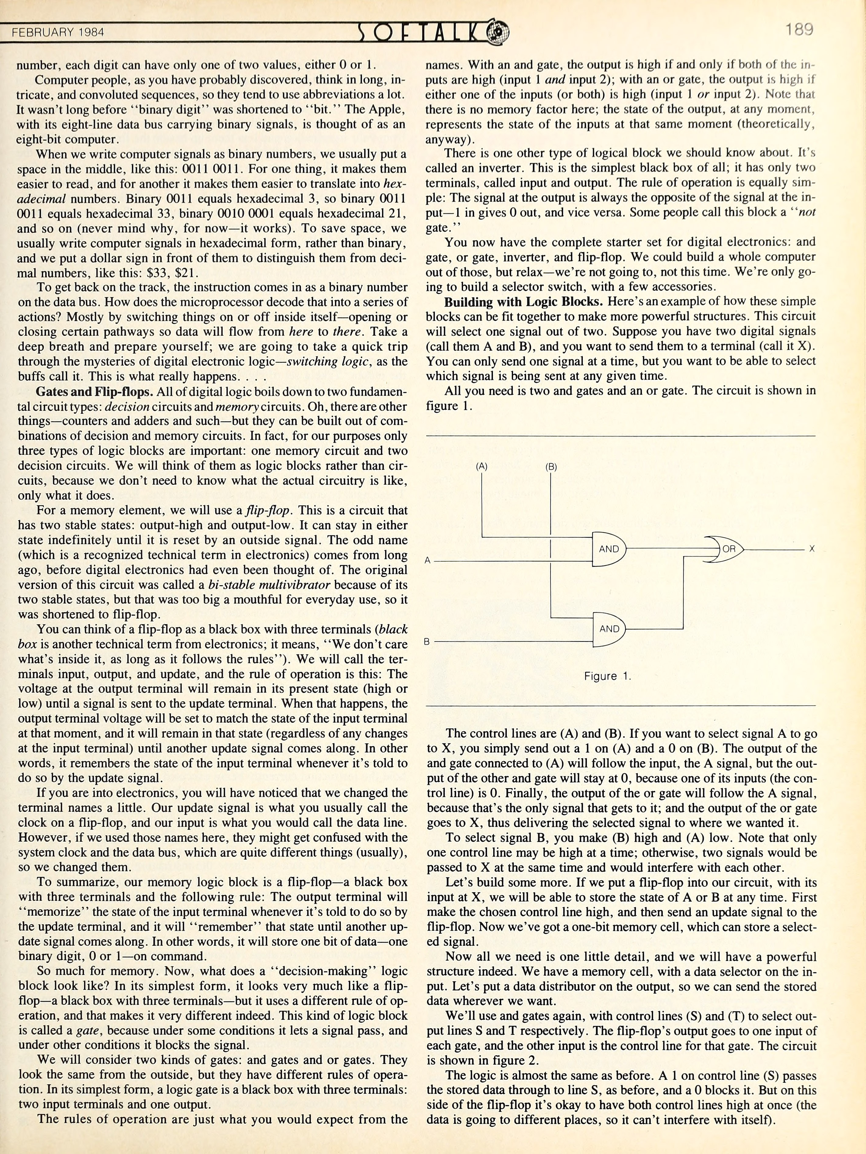 FEBRUARY 1984
SOFTALK
189
number, each digit can have only one of two values, either 0 or 1.
Computer people, as you have probably discovered, think in long, in-
tricate, and convoluted sequences, so they tend to use abbreviations a lot.
It wasn't long before ‘‘binary digit’’ was shortened to ‘‘bit.’’ The Apple,
with its eight-line data bus carrying binary signals, is thought of as an
eight-bit computer.
When we write computer signals as binary numbers, we usually put a
space in the middle, like this: 0011 0011. For one thing, it makes them
easier to read, and for another it makes them easier to translate into hex-
adecimal numbers. Binary 0011 equals hexadecimal 3, so binary 0011
0011 equals hexadecimal 33, binary 0010 0001 equals hexadecimal 21,
and so on (never mind why, for now—it works). To save space, we
usually write computer signals in hexadecimal form, rather than binary,
and we put a dollar sign in front of them to distinguish them from deci-
mal numbers, like this: $33, $21.
To get back on the track, the instruction comes in as a binary number
on the data bus. How does the microprocessor decode that into a series of
actions? Mostly by switching things on or off inside itself—opening or
closing certain pathways so data will flow from here to there. Take a
deep breath and prepare yourself; we are going to take a quick trip
through the mysteries of digital electronic logic—switching logic, as the
buffs call it. This is what really happens. . . .
Gates and Flip-flops. All of digital logic boils down to two fundamen-
tal circuit types: decision circuits and memory circuits. Oh, there are other
things—counters and adders and such—but they can be built out of com-
binations of decision and memory circuits. In fact, for our purposes only
three types of logic blocks are important: one memory circuit and two
decision circuits. We will think of them as logic blocks rather than cir-
cuits, because we don't need to know what the actual circuitry is like,
only what it does.
For a memory element, we will use a flip-flop. This is a circuit that
has two stable states: output-high and output-low. It can stay in either
state indefinitely until it is reset by an outside signal. The odd name
(which is a recognized technical term in electronics) comes from long
ago, before digital electronics had even been thought of. The original
version of this circuit was called a bi-stable multivibrator because of its
two stable states, but that was too big a mouthful for everyday use, so it
was shortened to flip-flop.
You can think of a flip-flop as a black box with three terminals (black
box is another technical term from electronics; it means, ‘‘We don't care
what's inside it, as long as it follows the rules’’). We will call the ter-
minals input, output, and update, and the rule of operation is this: The
voltage at the output terminal will remain in its present state (high or
low) until a signal is sent to the update terminal. When that happens, the
output terminal voltage will be set to match the state of the input terminal
at that moment, and it will remain in that state (regardless of any changes
at the input terminal) until another update signal comes along. In other
words, it remembers the state of the input terminal whenever it's told to
do so by the update signal.
If you are into electronics, you will have noticed that we changed the
terminal names a little. Our update signal is what you usually call the
clock on a flip-flop, and our input is what you would call the data line.
However, if we used those names here, they might get confused with the
system clock and the data bus, which are quite different things (usually),
so we changed them.
To summarize, our memory logic block is a flip-flop—a black box
with three terminals and the following rule: The output terminal will
‘‘memorize’’ the state of the input terminal whenever it's told to do so by
the update terminal, and it will ‘‘remember’’ that state until another up-
date signal comes along. In other words, it will store one bit of data—one
binary digit, 0 or 1—on command.
So much for memory. Now, what does a ‘‘decision-making’’ logic
block look like? In its simplest form, it looks very much like a flip-
flop—a black box with three terminals—but it uses a different rule of op-
eration, and that makes it very different indeed. This kind of logic block
is called a gate, because under some conditions it lets a signal pass, and
under other conditions it blocks the signal.
We will consider two kinds of gates: and gates and or gates. They
look the same from the outside, but they have different rules of opera-
tion. In its simplest form, a logic gate is a black box with three terminals:
two input terminals and one output.
The rules of operation are just what you would expect from the
names. With an and gate, the output is high if and only if both of the in-
puts are high (input 1 and input 2); with an or gate, the output is high if
either one of the inputs (or both) is high (input 1 or input 2). Note that
there is no memory factor here; the state of the output, at any moment,
represents the state of the inputs at that same moment (theoretically,
anyway).
There is one other type of logical block we should know about. It's
called an inverter. This is the simplest black box of all; it has only two
terminals, called input and output. The rule of operation is equally sim-
ple: The signal at the output is always the opposite of the signal at the in-
put—1 in gives 0 out, and vice versa. Some people call this block a ‘‘not
gate.’’
You now have the complete starter set for digital electronics: and
gate, or gate, inverter, and flip-flop. We could build a whole computer
out of those, but relax—we're not going to, not this time. We're only go-
ing to build a selector switch, with a few accessories.
Building with Logic Blocks. Here's an example of how these simple
blocks can be fit together to make more powerful structures. This circuit
will select one signal out of two. Suppose you have two digital signals
(call them A and B), and you want to send them to a terminal (call it X).
You can only send one signal at a time, but you want to be able to select
which signal is being sent at any given time.
All you need is two and gates and an or gate. The circuit is shown in
figure 1.
(A) (B)
AND OR X
A
AND
B
Figure 1.
The control lines are (A) and (B). If you want to select signal A to go
to X, you simply send out a 1 on (A) and a 0 on (B). The output of the
and gate connected to (A) will follow the input, the A signal, but the out-
put of the other and gate will stay at 0, because one of its inputs (the con-
trol line) is 0. Finally, the output of the or gate will follow the A signal,
because that's the only signal that gets to it; and the output of the or gate
goes to X, thus delivering the selected signal to where we wanted it.
To select signal B, you make (B) high and (A) low. Note that only
one control line may be high at a time; otherwise, two signals would be
passed to X at the same time and would interfere with each other.
Let's build some more. If we put a flip-flop into our circuit, with its
input at X, we will be able to store the state of A or B at any time. First
make the chosen control line high, and then send an update signal to the
flip-flop. Now we've got a one-bit memory cell, which can store a select-
ed signal.
Now all we need is one little detail, and we will have a powerful
structure indeed. We have a memory cell, with a data selector on the in-
put. Let's put a data distributor on the output, so we can send the stored
data wherever we want.
We'll use and gates again, with control lines (S) and (T) to select out-
put lines S and T respectively. The flip-flop's output goes to one input of
each gate, and the other input is the control line for that gate. The circuit
is shown in figure 2.
The logic is almost the same as before. A 1 on control line (S) passes
the stored data through to line S, as before, and a 0 blocks it. But on this
side of the flip-flop it's okay to have both control lines high at once (the
data is going to different places, so it can't interfere with itself).